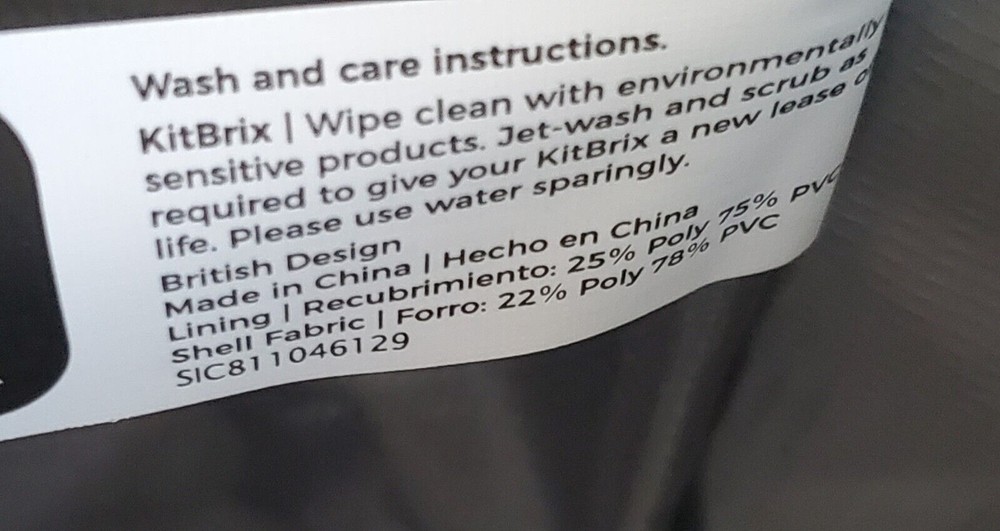 Wash and care instructions.
KitBrix | Wipe clean with environmentally
sensitive products. Jet-wash and scrub as
required to give your KitBrix a new lease
life. Please use water sparingly.
British Design
Made in China | Hecho en China
Lining | Recubrimiento: 25% Poly 75% PVC
Shell Fabric | Forro: 22% Poly 78% PVC
SIC811046129